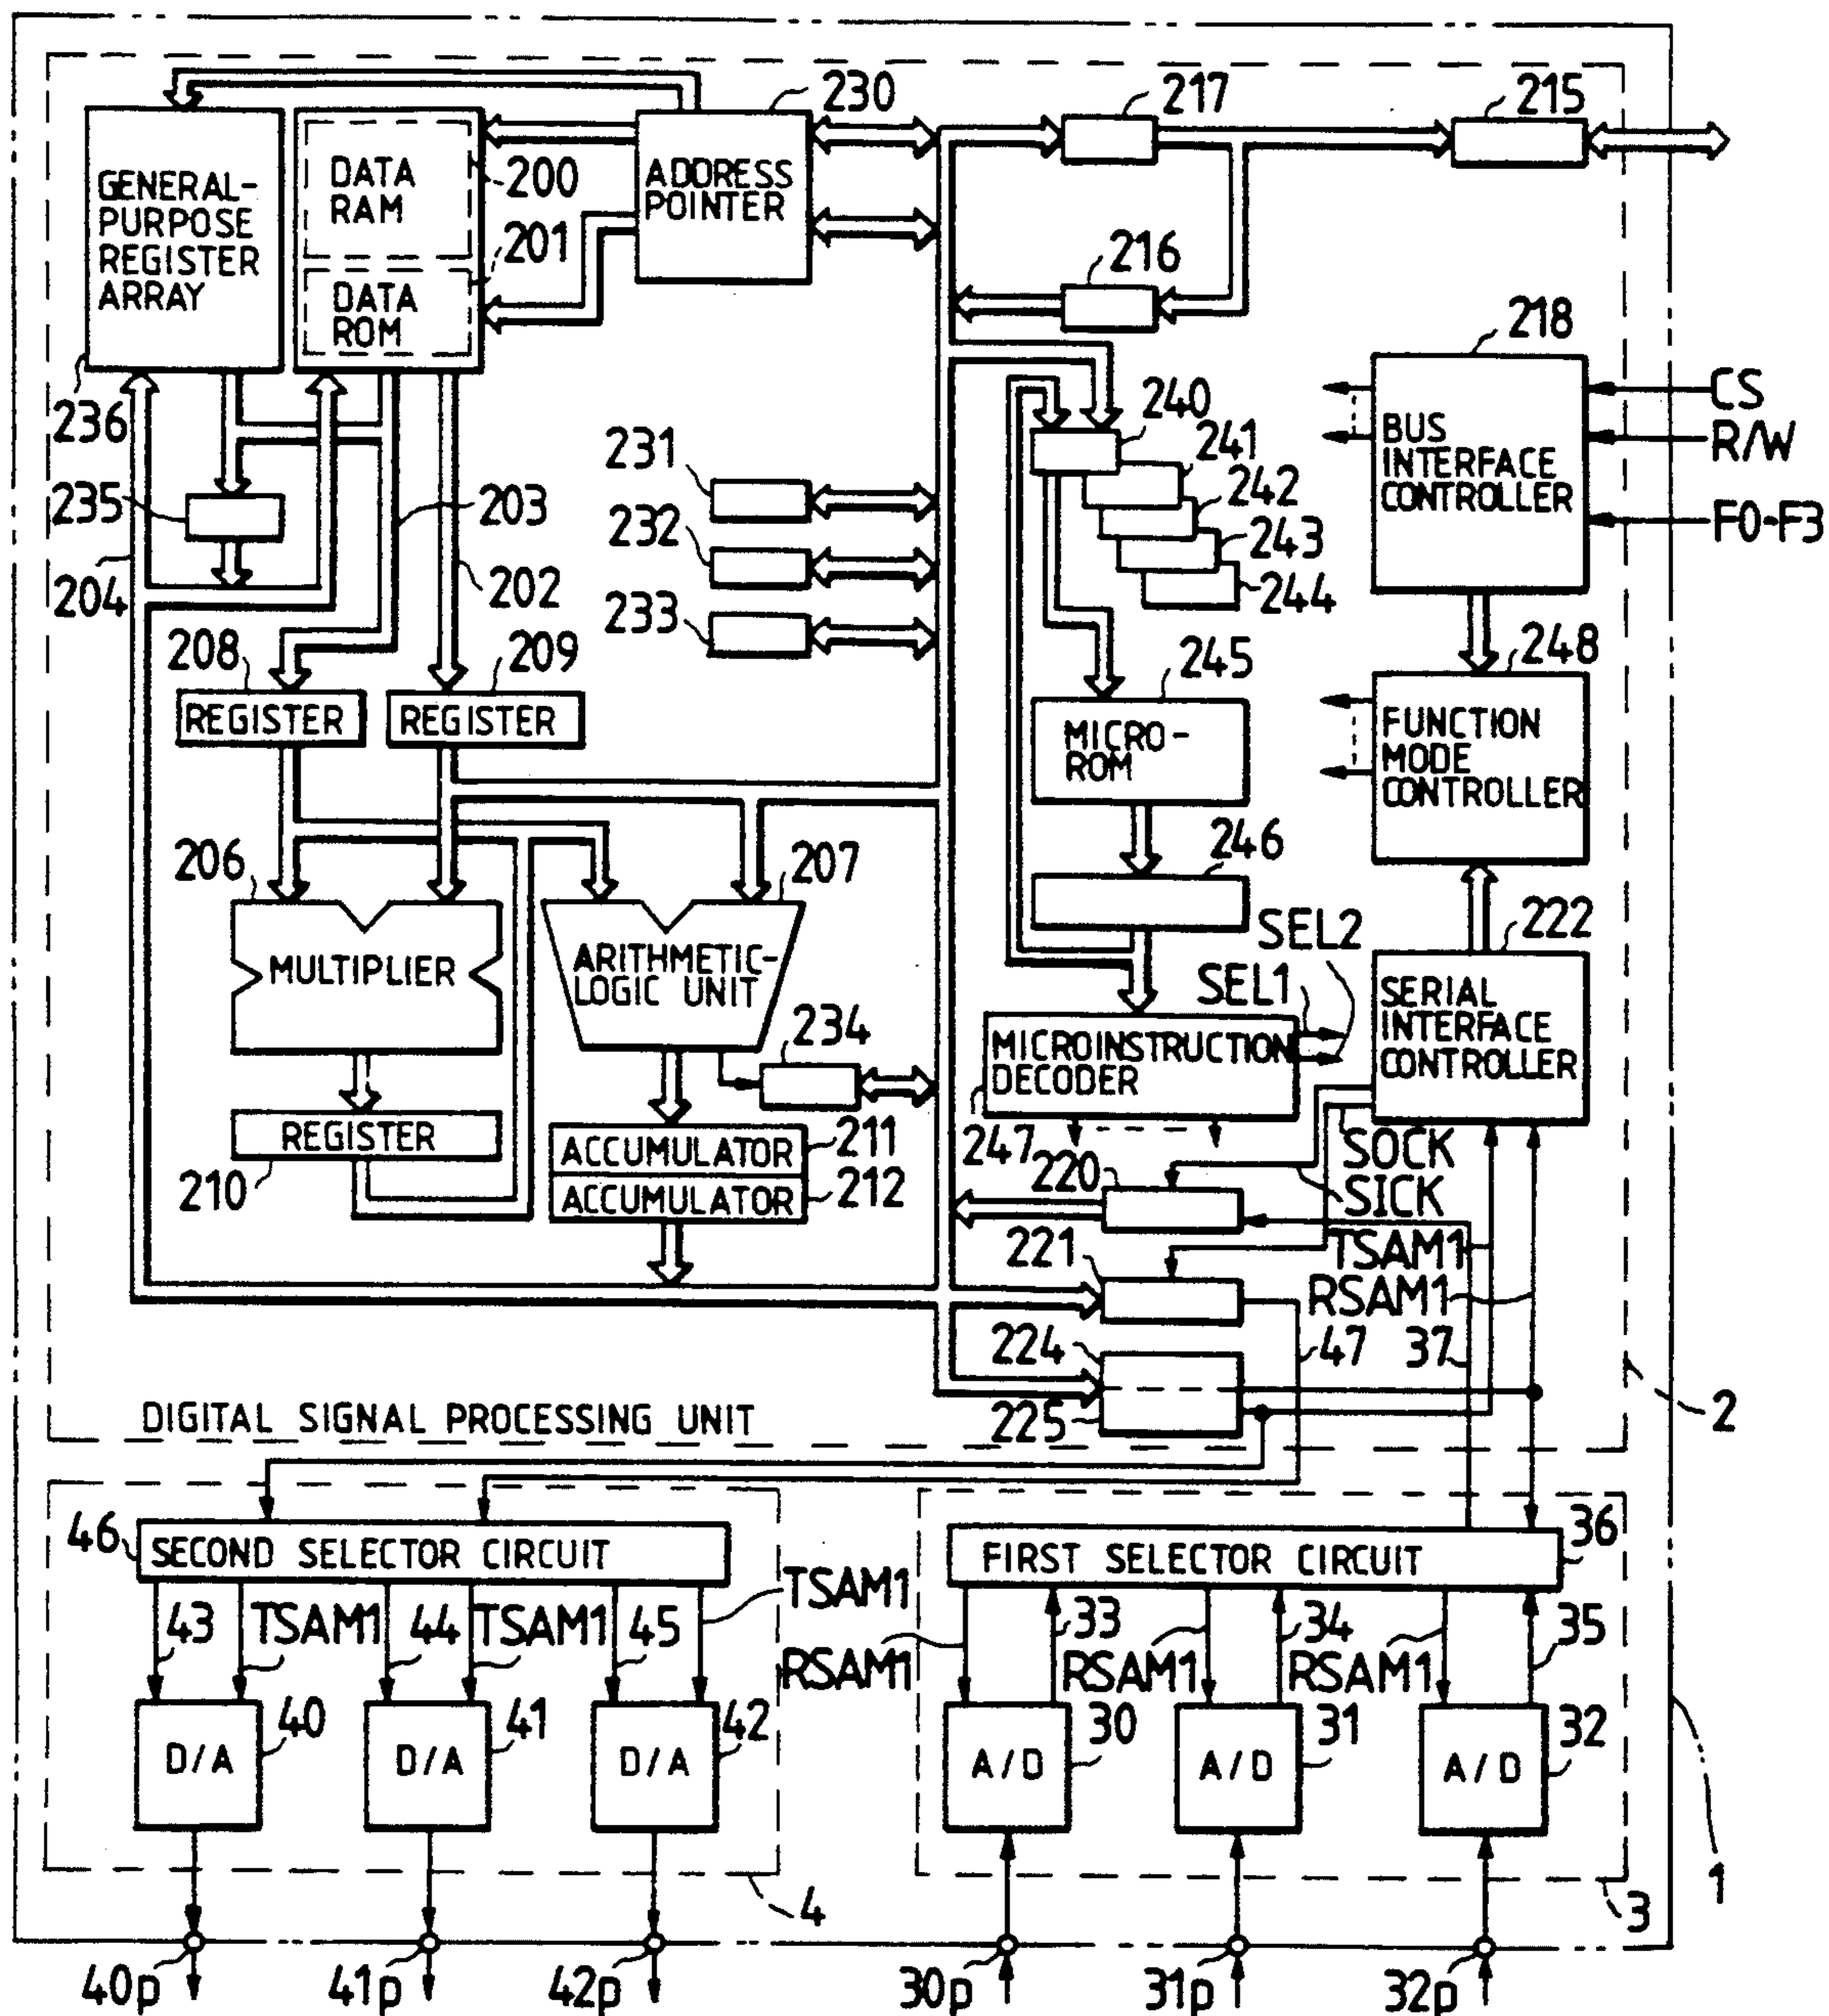 230
217
215
GENERAL-
PURPOSE
REGISTER
ARRAY
DATA
RAM
200
ADDRESS
POINTER
201
DATA
ROM
216
218
CS
R/W
F0-F3
BUS
INTERFACE
CONTROLLER
236
240
241
242
243
244
231
232
233
235
203
202
204
208
209
REGISTER
REGISTER
245
MICRO-
ROM
248
FUNCTION
MODE
CONTROLLER
206
207
246
SEL2
SEL1
222
MULTIPLIER
ARITHMETIC-
LOGIC UNIT
234
MICROINSTRUCTION
DECODER
SERIAL
INTERFACE
CONTROLLER
REGISTER
210
ACCUMULATOR
211
ACCUMULATOR
212
247
220
SOCK
SICK
221
TSAM1
RSAM1
224
225
47
37
DIGITAL SIGNAL PROCESSING UNIT
2
46
SECOND SELECTOR CIRCUIT
FIRST SELECTOR CIRCUIT
36
43
TSAM1
44
TSAM1
45
TSAM1
RSAM1
33
RSAM1
34
RSAM1
35
D/A
40
D/A
41
D/A
42
A/D
30
A/D
31
A/D
32
4
3
1
40p
41p
42p
30p
31p
32p